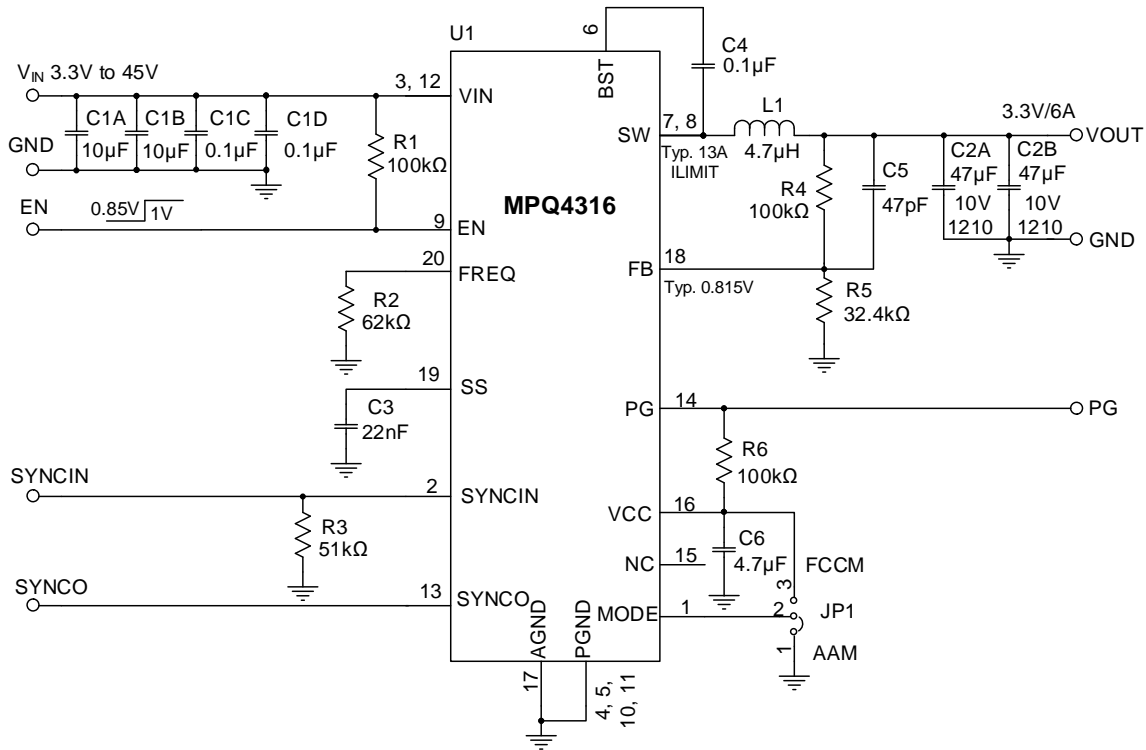 U1
MPQ4316
V_IN 3.3V to 45V
GND
C1A
10µF
C1B
10µF
C1C
0.1µF
C1D
0.1µF
R1
100kΩ
3, 12
VIN
EN
0.85V
1V
9
EN
20
FREQ
R2
62kΩ
19
SS
C3
22nF
SYNCIN
2
SYNCIN
R3
51kΩ
SYNCO
13
SYNCO
AGND
17
PGND
4, 5,
10, 11
6
BST
C4
0.1µF
SW
7, 8
Typ. 13A
ILIMIT
L1
4.7µH
R4
100kΩ
C5
47pF
C2A
47µF
10V
1210
C2B
47µF
10V
1210
3.3V/6A
VOUT
GND
FB
18
Typ. 0.815V
R5
32.4kΩ
PG
14
PG
R6
100kΩ
VCC
16
C6
4.7µF
NC
15
FCCM
MODE
1
3
2
1
JP1
AAM